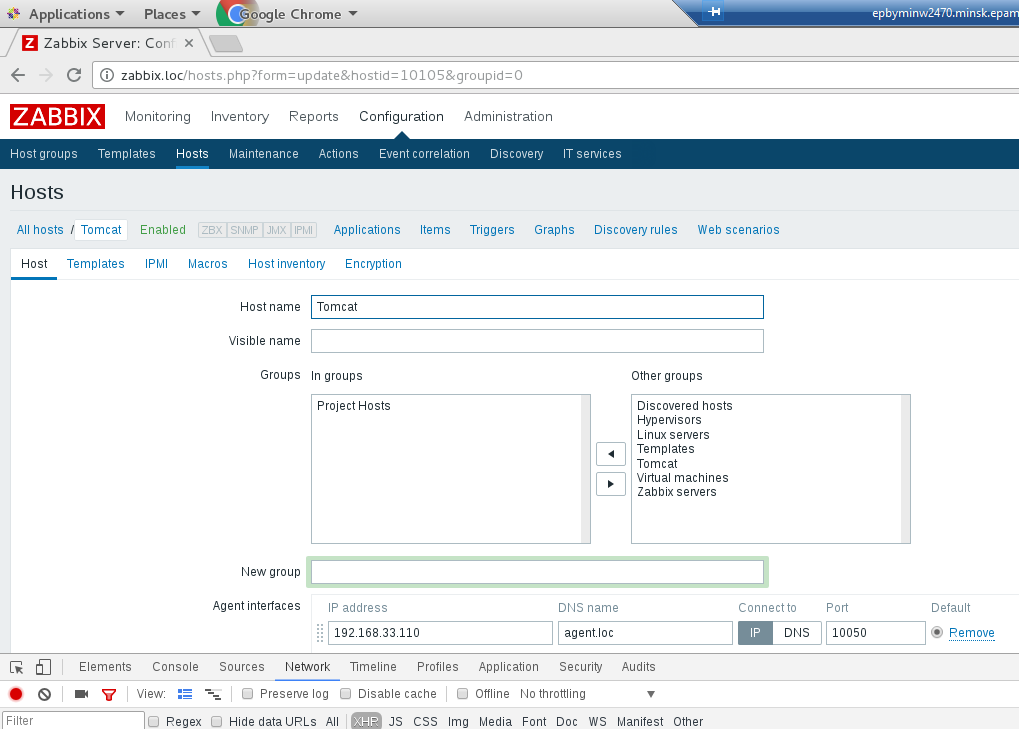 Applications Places Google Chrome epbyminw2470.minsk.epam
Zabbix Server: Conf
zabbix.loc/hosts.php?form=update&hostid=10105&groupid=0
ZABBIX Monitoring Inventory Reports Configuration Administration
Host groups Templates Hosts Maintenance Actions Event correlation Discovery IT services
Hosts
All hosts / Tomcat Enabled ZBX SNMP JMX IPMI Applications Items Triggers Graphs Discovery rules Web scenarios
Host Templates IPMI Macros Host inventory Encryption
Host name Tomcat
Visible name
Groups In groups Other groups
Project Hosts Discovered hosts
Hypervisors
Linux servers
Templates
Tomcat
Virtual machines
Zabbix servers
New group
Agent interfaces IP address DNS name Connect to Port Default
192.168.33.110 agent.loc IP DNS 10050 Remove
Elements Console Sources Network Timeline Profiles Application Security Audits
View: Preserve log Disable cache Offline No throttling
Filter Regex Hide data URLs All XHR JS CSS Img Media Font Doc WS Manifest Other